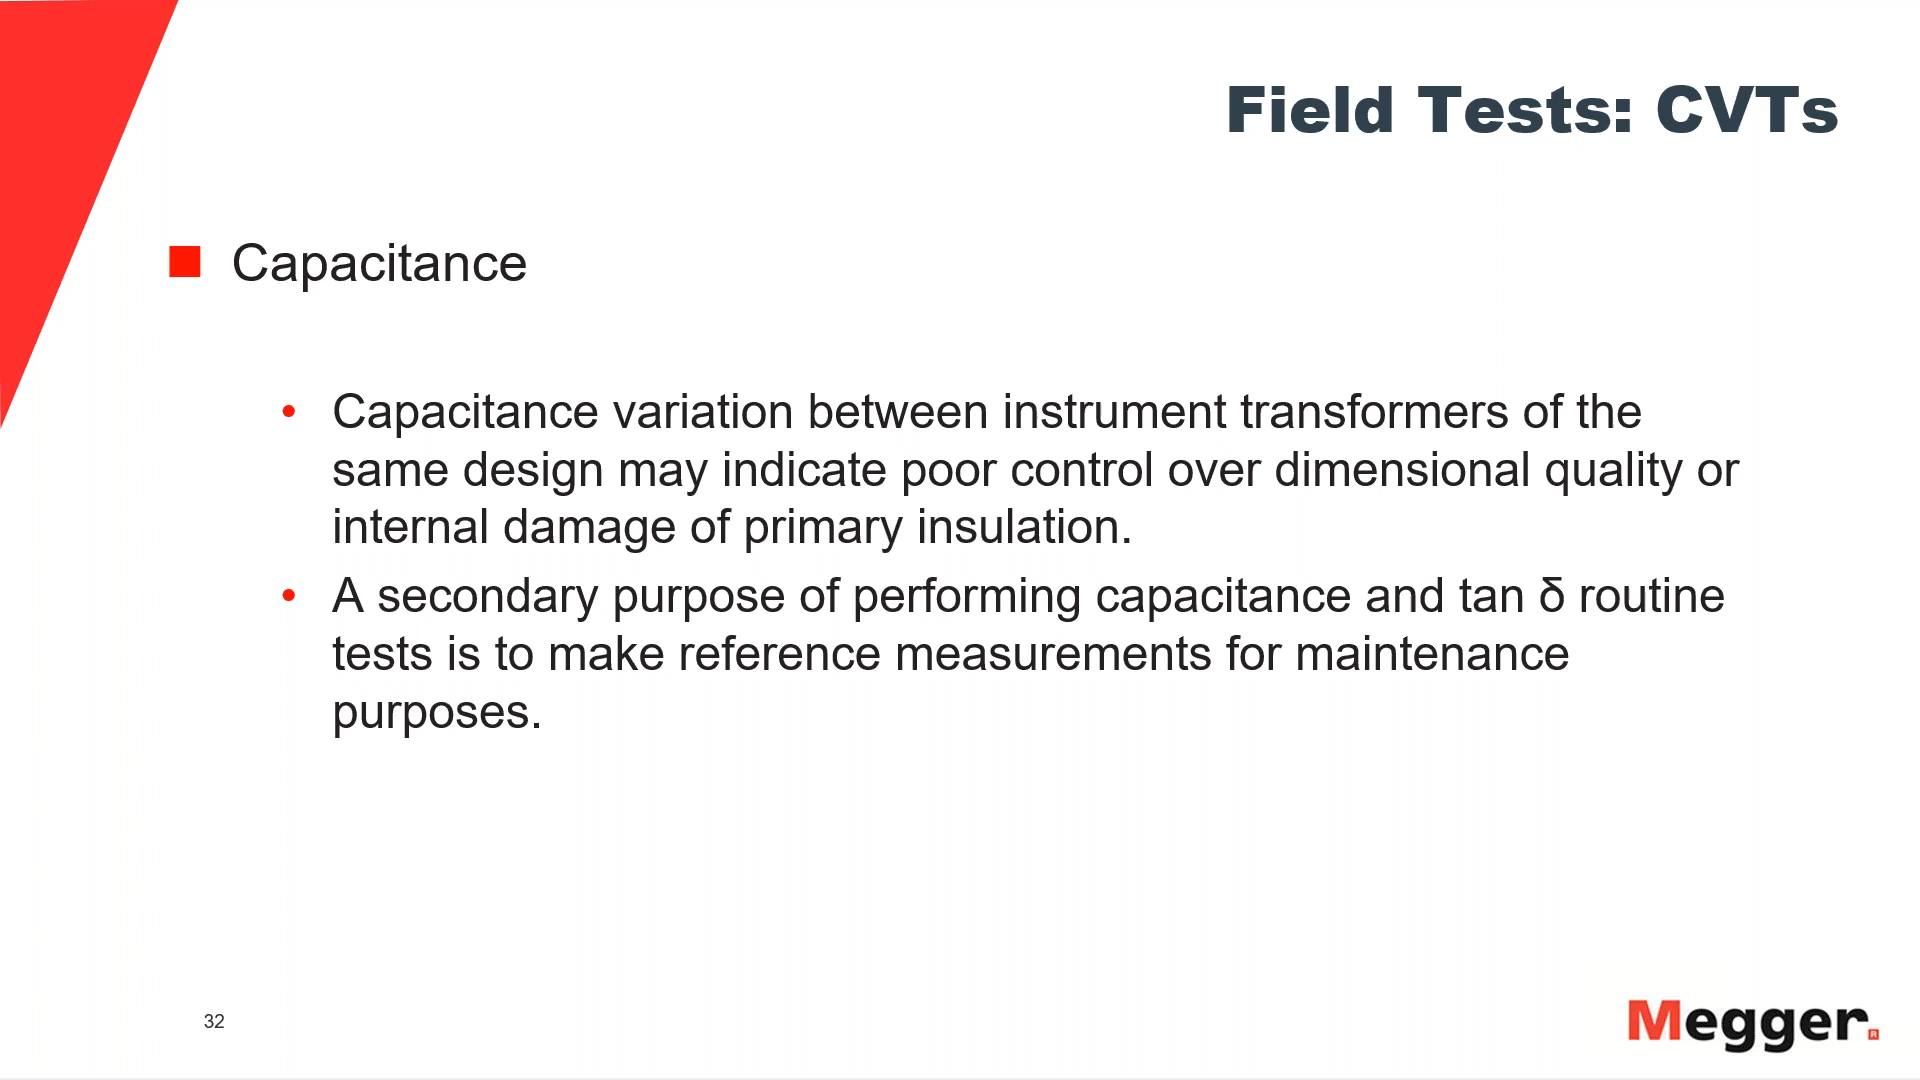 Field Tests: CVTs
Capacitance
• Capacitance variation between instrument transformers of the
same design may indicate poor control over dimensional quality or
internal damage of primary insulation.
• A secondary purpose of performing capacitance and tan δ routine
tests is to make reference measurements for maintenance
purposes.
32
Megger.